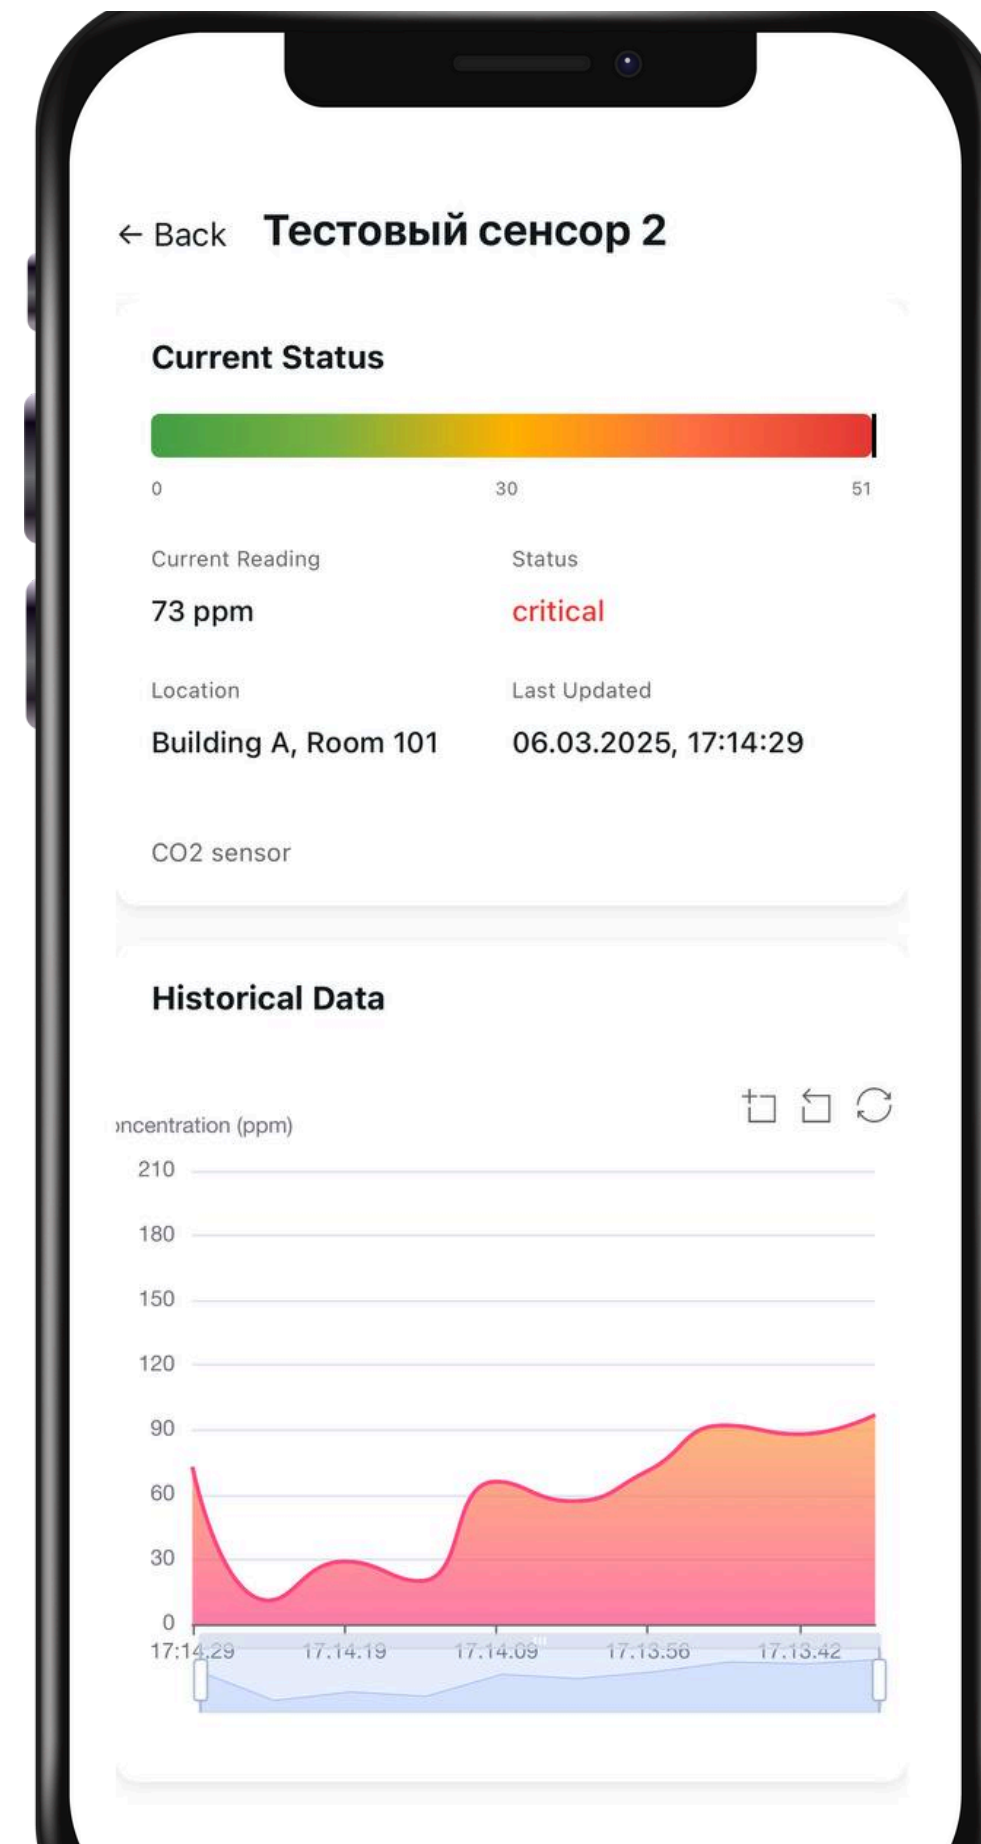 ← Back Тестовый сенсор 2
Current Status
0 30 51
Current Reading Status
73 ppm critical
Location Last Updated
Building A, Room 101 06.03.2025, 17:14:29
CO2 sensor
Historical Data
oncentration (ppm)
210
180
150
120
90
60
30
0
17:14:29 17:14:19 17:14:09 17:13:56 17:13:42